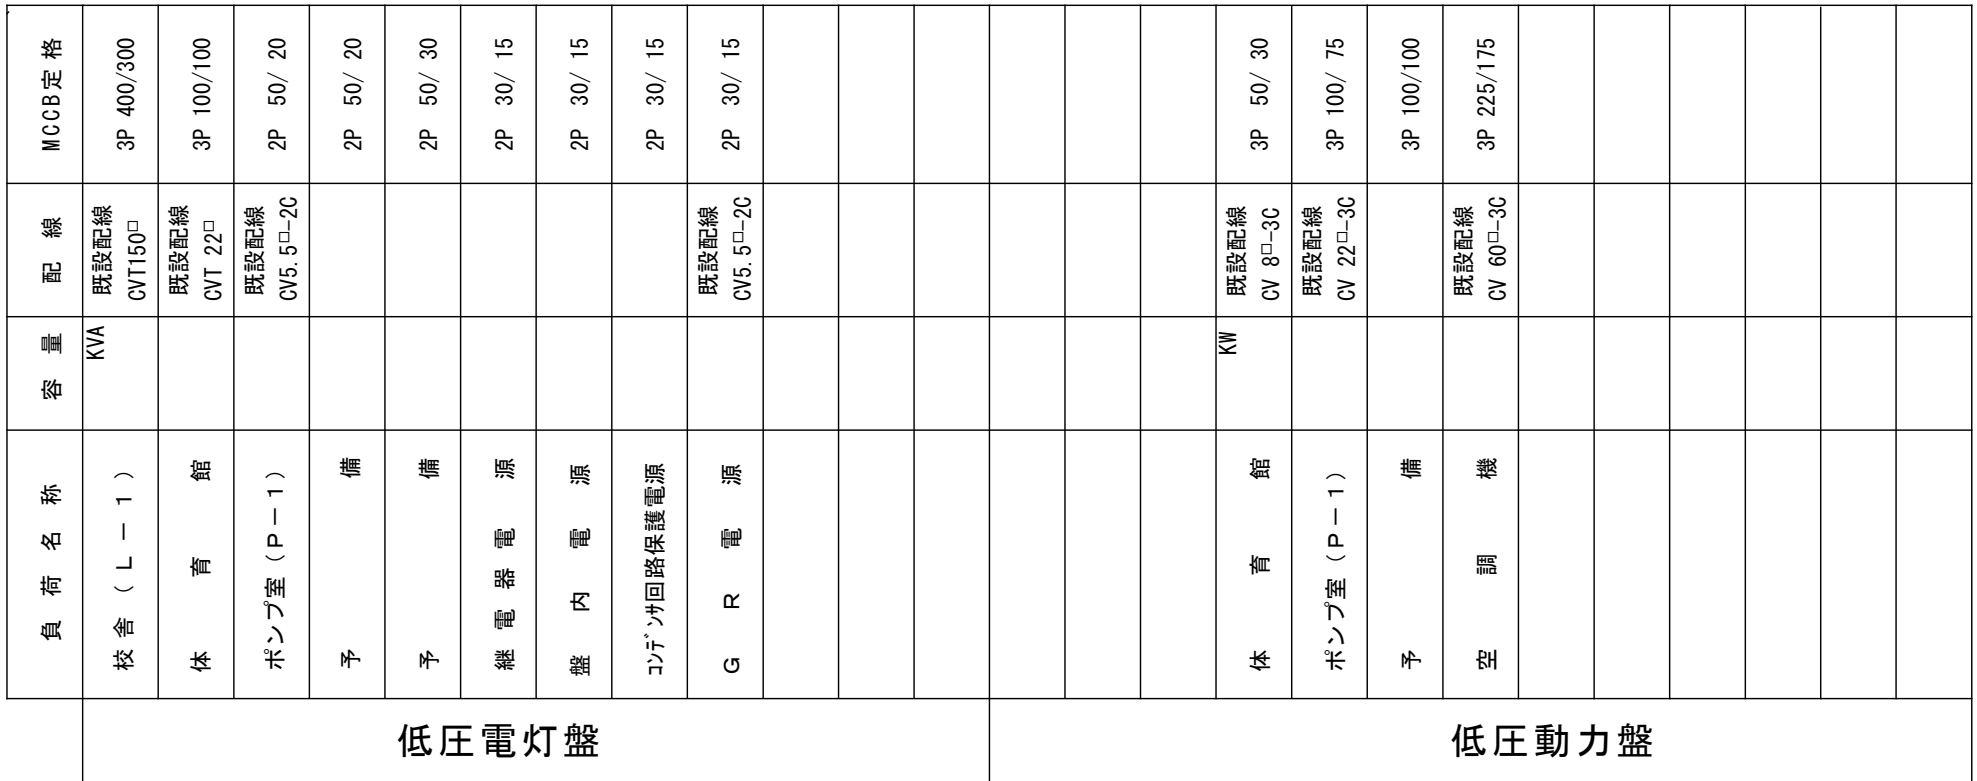 MCCB定格
3P 400/300
3P 100/100
2P 50/ 20
2P 50/ 20
2P 50/ 30
2P 30/ 15
2P 30/ 15
2P 30/ 15
2P 30/ 15
3P 50/ 30
3P 100/ 75
3P 100/100
3P 225/175
配線
既設配線
CVT150□
既設配線
CVT 22□
既設配線
CV5.5□-2C
既設配線
CV5.5□-2C
既設配線
CV 8□-3C
既設配線
CV 22□-3C
既設配線
CV 60□-3C
容量
KVA
KW
負荷名称
校舎(L-1)
体育館
ポンプ室(P-1)
予備
予備
継電器電源
盤内電源
コンデンサ回路保護電源
GR電源
体育館
ポンプ室(P-1)
予備
空調機
低圧電灯盤
低圧動力盤